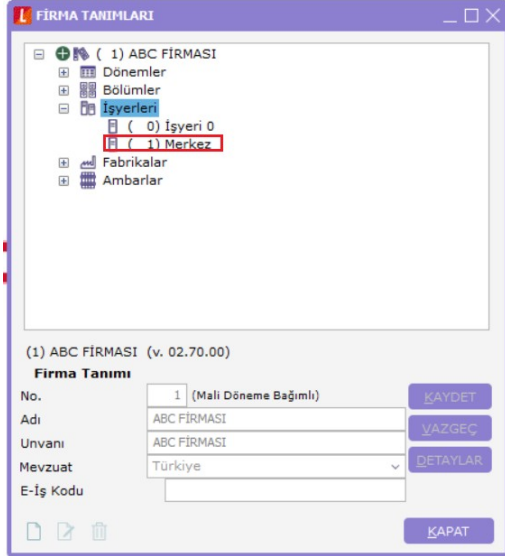 FİRMA TANIMLARI
( 1) ABC FİRMASI
Dönemler
Bölümler
İşyerleri
( 0) İşyeri 0
( 1) Merkez
Fabrikalar
Ambarlar
(1) ABC FİRMASI (v. 02.70.00)
Firma Tanımı
No. 1 (Mali Döneme Bağımlı) KAYDET
Adı ABC FİRMASI
VAZGEÇ
Unvanı ABC FİRMASI
Mevzuat Türkiye DETAYLAR
E-İş Kodu
KAPAT